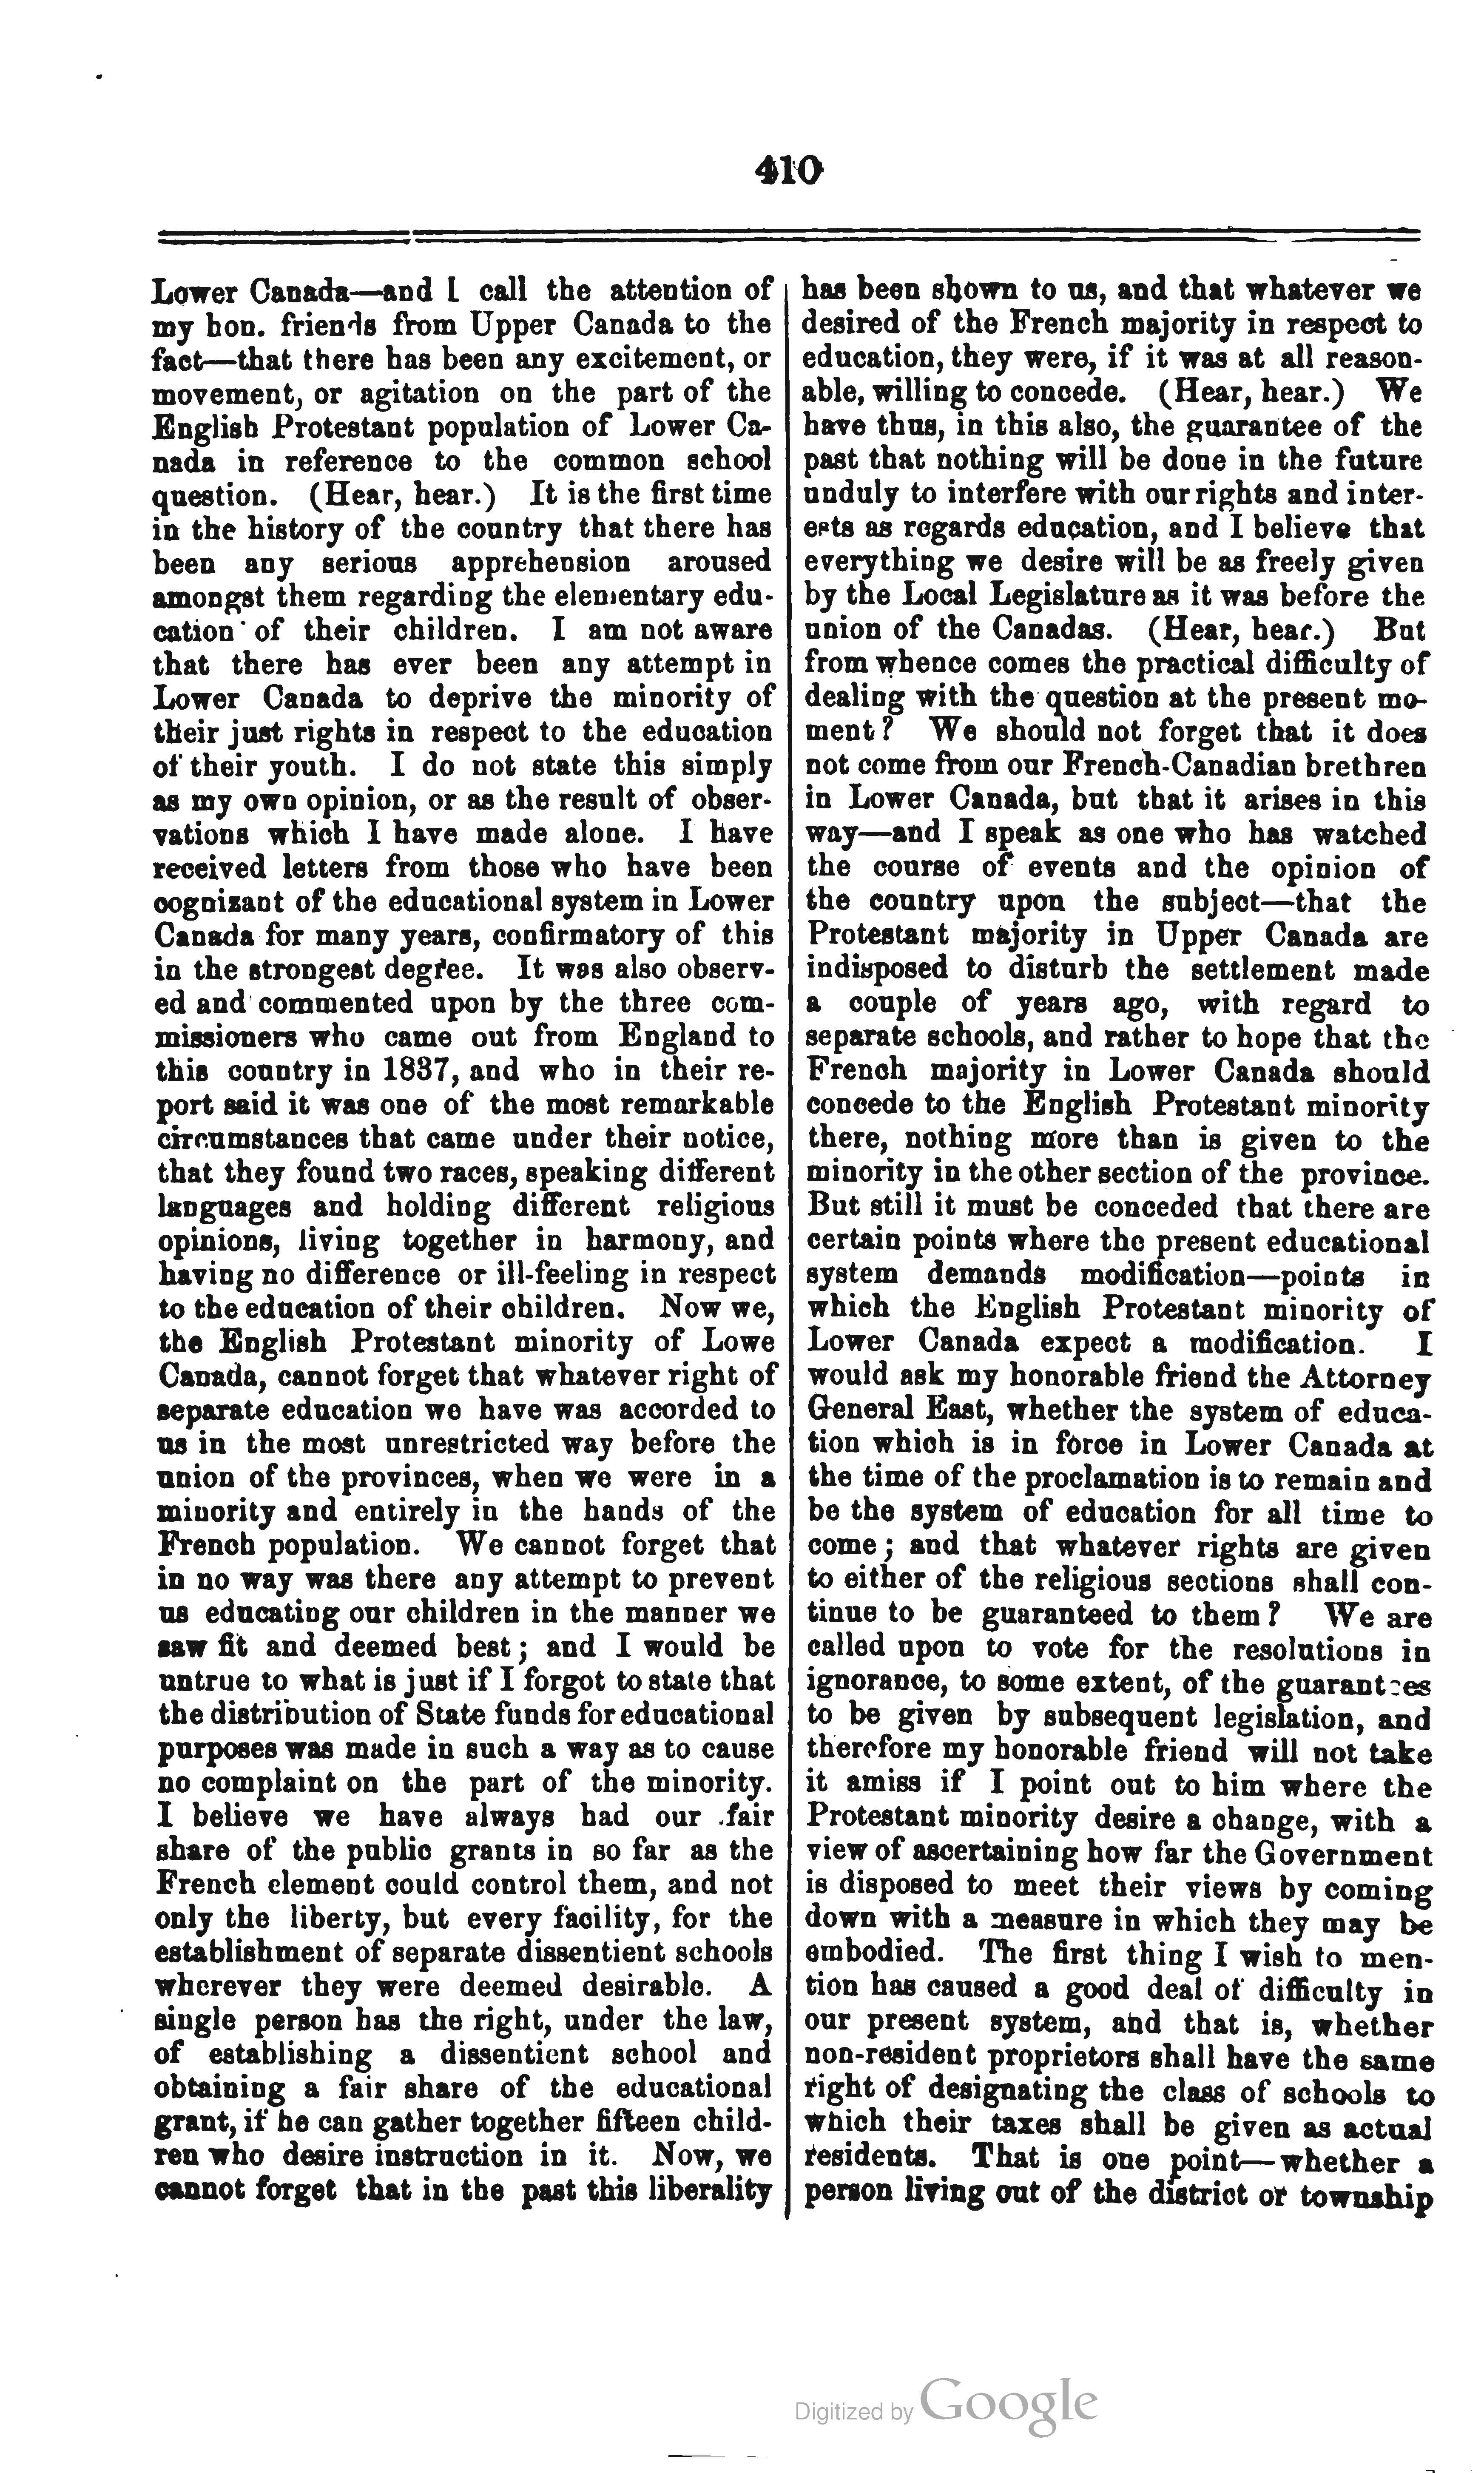 410
Lower Canada—and I call the attention of
my hon. friends from Upper Canada to the
fact—that there has been any excitement, or
movement, or agitation on the part of the
English Protestant population of Lower Ca-
nada in reference to the common school
question. (Hear, hear.) It is the first time
in the history of the country that there has
been any serious apprehension aroused
amongst them regarding the elementary edu-
cation of their children. I am not aware
that there has ever been any attempt in
Lower Canada to deprive the minority of
their just rights in respect to the education
of their youth. I do not state this simply
as my own opinion, or as the result of obser-
vations which I have made alone. I have
received letters from those who have been
cognizant of the educational system in Lower
Canada for many years, confirmatory of this
in the strongest degree. It was also observ-
ed and commented upon by the three com-
missioners who came out from England to
this country in 1837, and who in their re-
port said it was one of the most remarkable
circumstances that came under their notice,
that they found two races, speaking different
languages and holding different religious
opinions, living together in harmony, and
having no difference or ill-feeling in respect
to the education of their children. Now we,
the English Protestant minority of Lowe
Canada, cannot forget that whatever right of
separate education we have was accorded to
us in the most unrestricted way before the
union of the provinces, when we were in a
minority and entirely in the hands of the
French population. We cannot forget that
in no way was there any attempt to prevent
us educating our children in the manner we
saw fit and deemed best; and I would be
untrue to what is just if I forgot to state that
the distribution of State funds for educational
purposes was made in such a way as to cause
no complaint on the part of the minority.
I believe we have always had our fair
share of the public grants in so far as the
French element could control them, and not
only the liberty, but every facility, for the
establishment of separate dissentient schools
wherever they were deemed desirable. A
single person has the right, under the law,
of establishing a dissentient school and
obtaining a fair share of the educational
grant, if he can gather together fifteen child-
ren who desire instruction in it. Now, we
cannot forget that in the past this liberality
has been shown to us, and that whatever we
desired of the French majority in respect to
education, they were, if it was at all reason-
able, willing to concede. (Hear, hear.) We
have thus, in this also, the guarantee of the
past that nothing will be done in the future
unduly to interfere with our rights and inter-
ests as regards education, and I believe that
everything we desire will be as freely given
by the Local Legislature as it was before the
union of the Canadas. (Hear, hear.) But
from whence comes the practical difficulty of
dealing with the question at the present mo-
ment? We should not forget that it does
not come from our French-Canadian brethren
in Lower Canada, but that it arises in this
way—and I speak as one who has watched
the course of events and the opinion of
the country upon the subject—that the
Protestant majority in Upper Canada are
indisposed to disturb the settlement made
a couple of years ago, with regard to
separate schools, and rather to hope that the
French majority in Lower Canada should
concede to the English Protestant minority
there, nothing more than is given to the
minority in the other section of the province.
But still it must be conceded that there are
certain points where the present educational
system demands modification—points in
which the English Protestant minority of
Lower Canada expect a modification. I
would ask my honorable friend the Attorney
General East, whether the system of educa-
tion which is in force in Lower Canada at
the time of the proclamation is to remain and
be the system of education for all time to
come; and that whatever rights are given
to either of the religious sections shall con-
tinue to be guaranteed to them? We are
called upon to vote for the resolutions in
ignorance, to some extent, of the guarantees
to be given by subsequent legislation, and
therefore my honorable friend will not take
it amiss if I point out to him where the
Protestant minority desire a change, with a
view of ascertaining how far the Government
is disposed to meet their views by coming
down with a measure in which they may be
embodied. The first thing I wish to men-
tion has caused a good deal of difficulty in
our present system, and that is, whether
non-resident proprietors shall have the same
right of designating the class of schools to
which their taxes shall be given as actual
residents. That is one point—whether a
person living out of the district or township
Digitized by Google